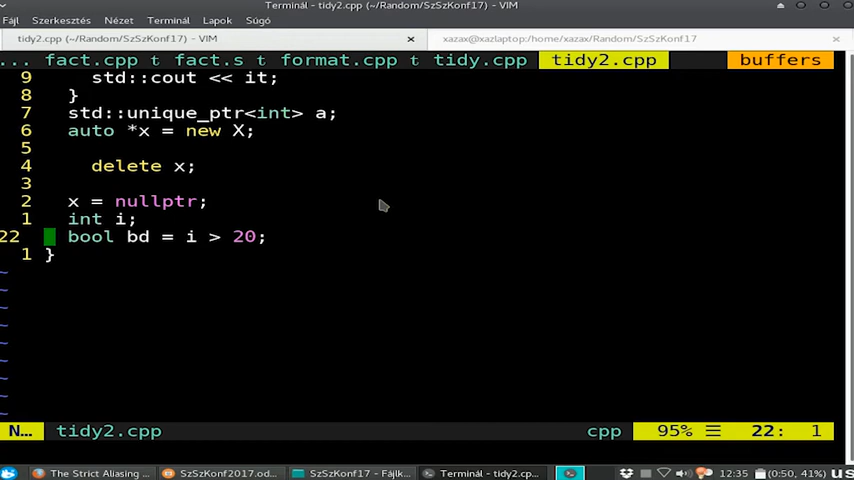 Terminál - tidy2.cpp (~/Random/SzSzKonf17) - VIM
Fájl Szerkesztés Nézet Terminál Lapok Súgó
tidy2.cpp (~/Random/SzSzKonf17) - VIM xazax@xazlaptop:/home/xazax/Random/SzSzKonf17
... fact.cpp t fact.s t format.cpp t tidy.cpp tidy2.cpp buffers
9 std::cout << it;
8 }
7 std::unique_ptr<int> a;
6 auto *x = new X;
5
4 delete x;
3
2 x = nullptr;
1 int i;
22 bool bd = i > 20;
1 }
~
~
~
~
~
~
~
~
~
N... tidy2.cpp cpp 95% ☰ 22: 1
The Strict Aliasing ... SzSzKonf2017.od... SzSzKonf17 - Fájlk... Terminál - tidy2.cp... 12:35 (0:50, 41%) us